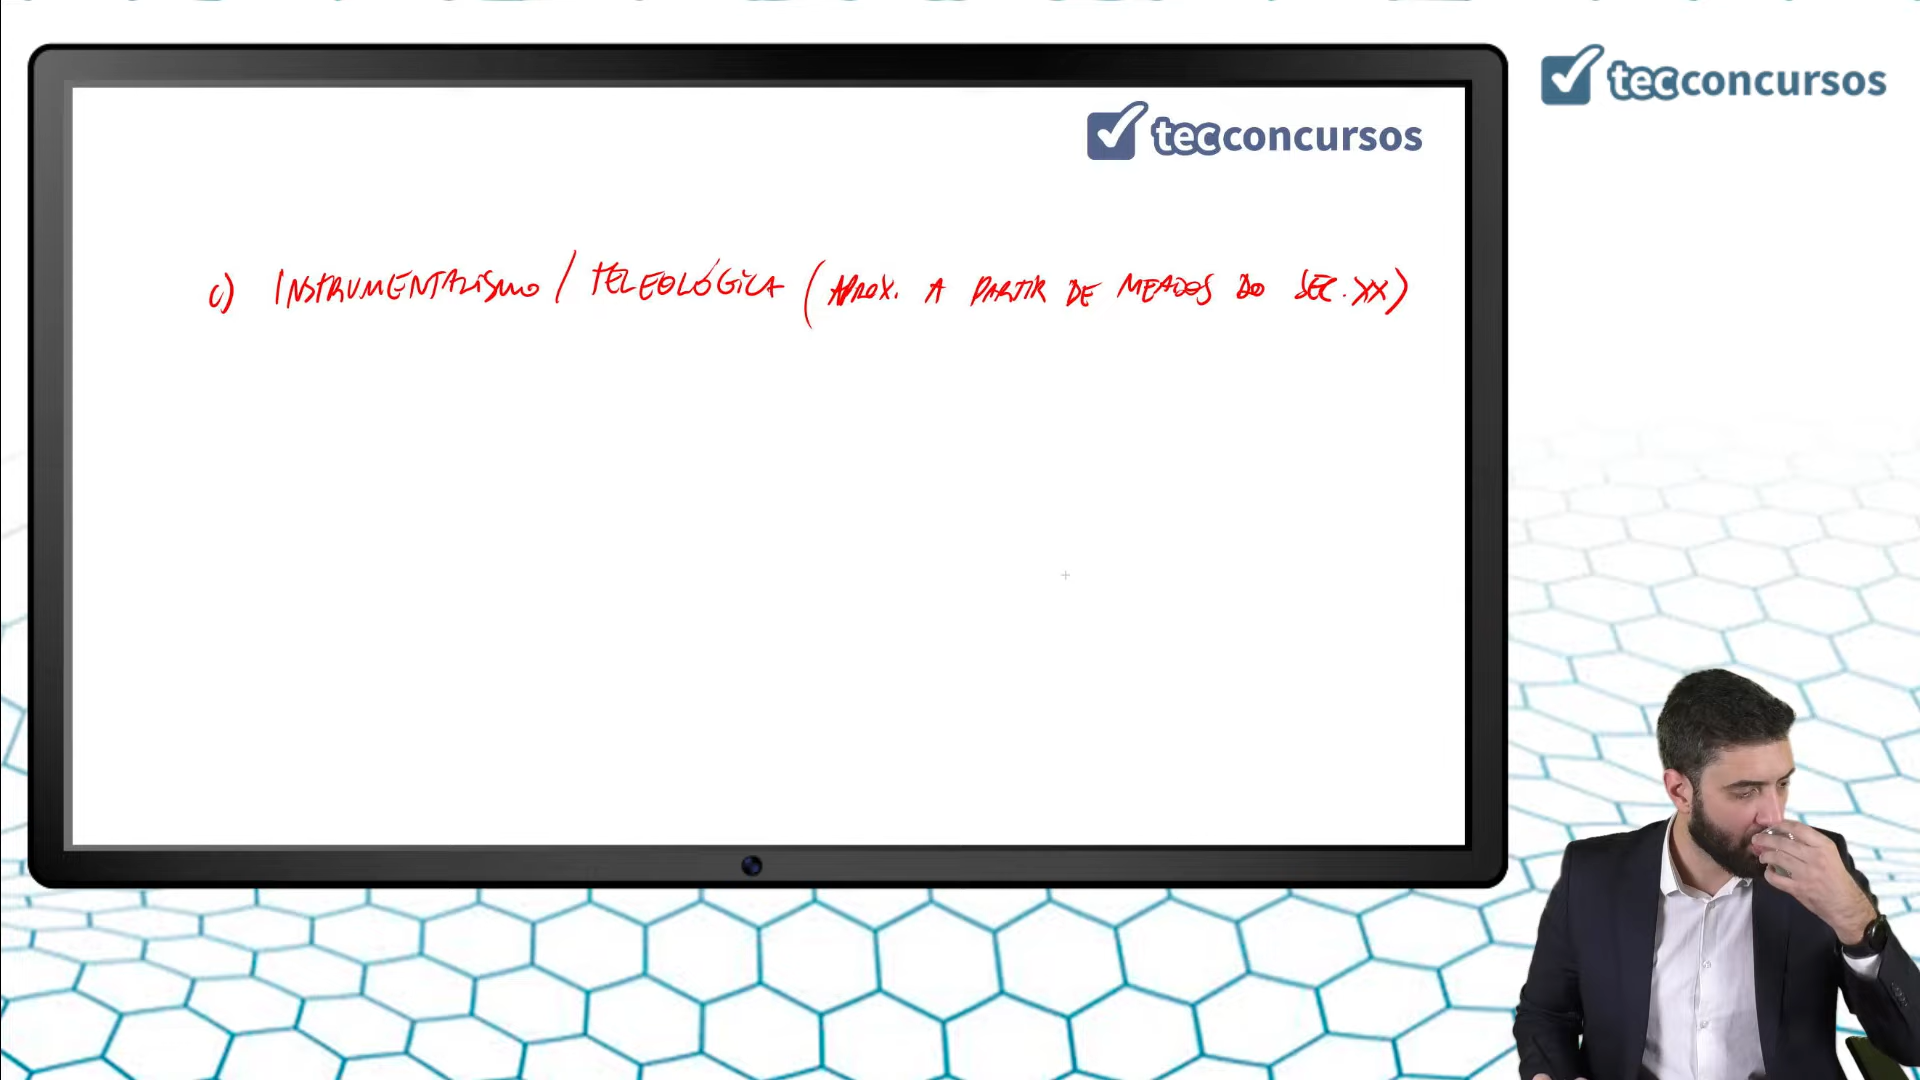 tecconcursos
tecconcursos
c) INSTRUMENTALISMO / TELEOLÓGICA (APROX. A PARTIR DE MEADOS DO SEC. XX)